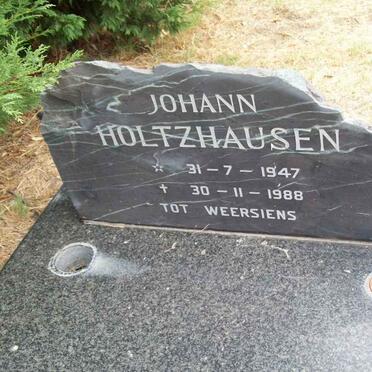 JOHANN
HOLTZHAUSEN
☆ 31-7-1947
✝ 30-11-1988
TOT WEERSIENS